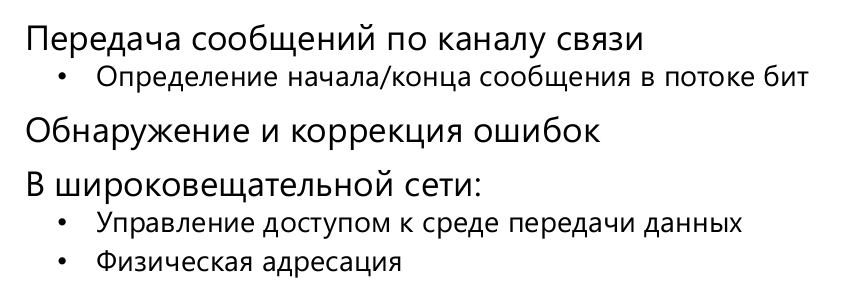 Передача сообщений по каналу связи
• Определение начала/конца сообщения в потоке бит
Обнаружение и коррекция ошибок
В широковещательной сети:
• Управление доступом к среде передачи данных
• Физическая адресация